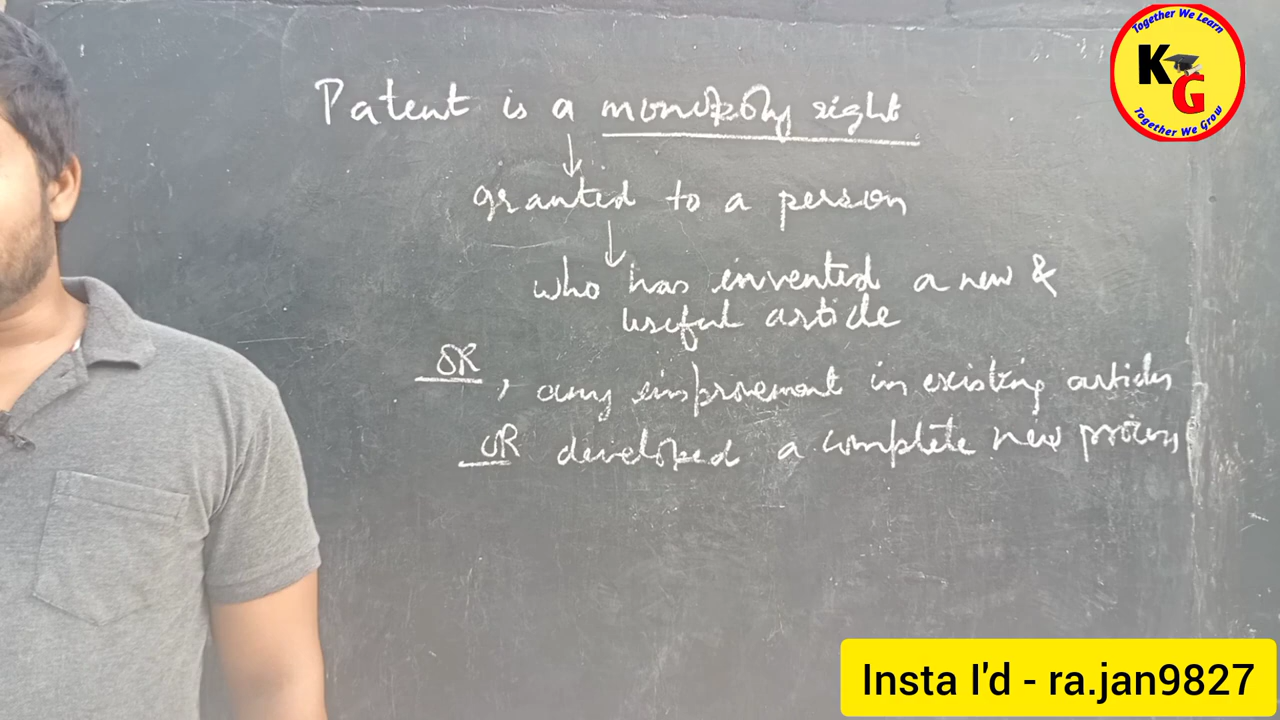 Together We Learn
KG
Together We Grow
Patent is a monopoly right
granted to a person
who has invented a new &
useful article
OR, any improvement in existing articles
OR developed a complete new process
Insta I'd - ra.jan9827